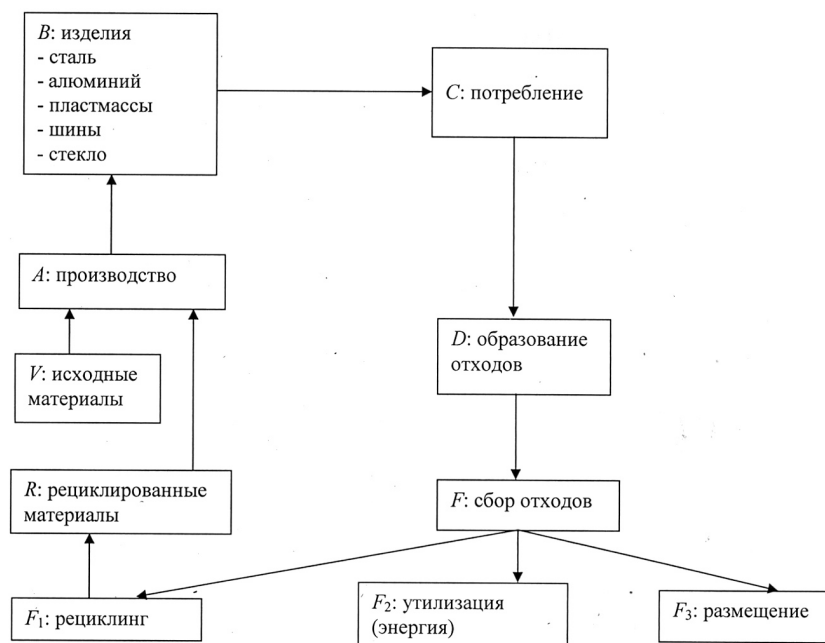 B: изделия
- сталь
- алюминий
- пластмассы
- шины
- стекло
C: потребление
A: производство
D: образование
отходов
V: исходные
материалы
R: рециклированные
материалы
F: сбор отходов
F₁: рециклинг
F₂: утилизация
(энергия)
F₃: размещение